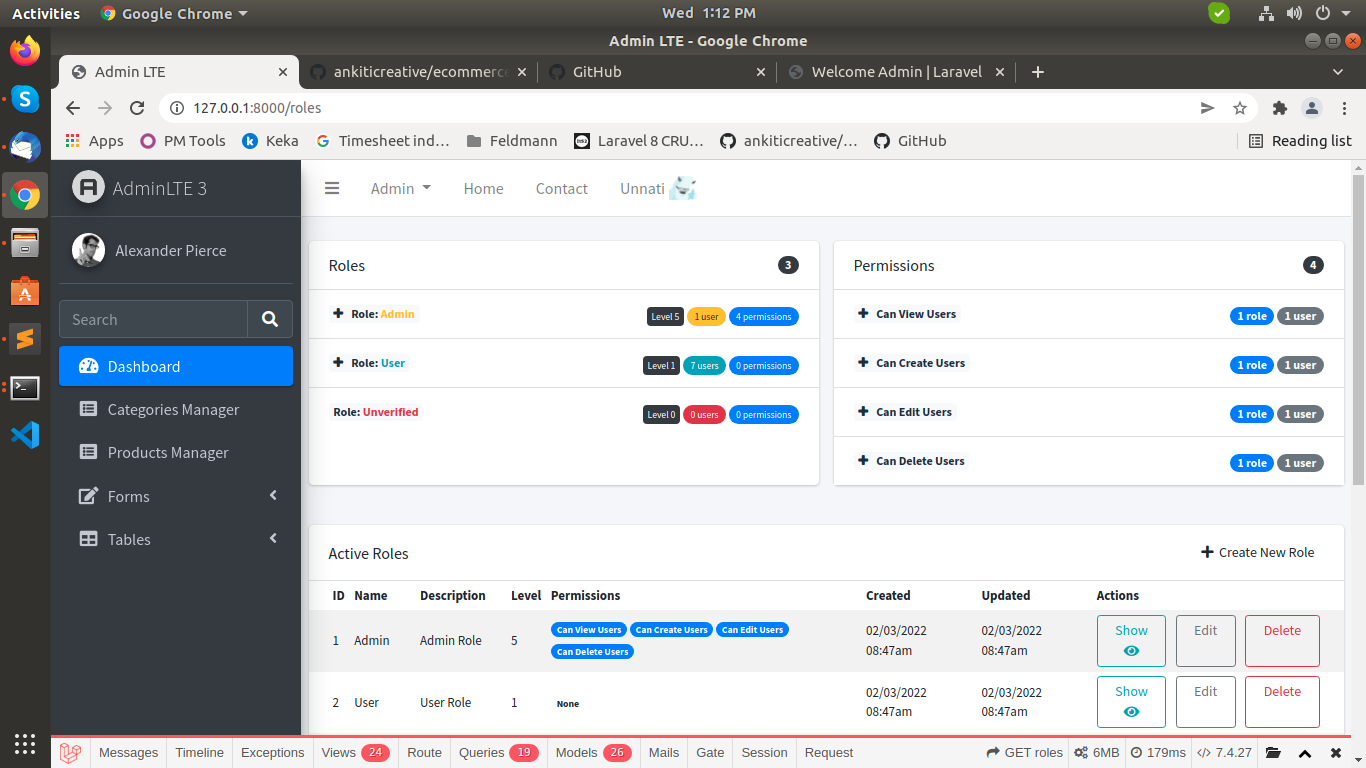 Activities Google Chrome Wed 1:12 PM
Admin LTE - Google Chrome
Admin LTE ankiticreative/ecommerce GitHub Welcome Admin | Laravel
127.0.0.1:8000/roles
Apps PM Tools Keka Timesheet ind... Feldmann Laravel 8 CRU... ankiticreative/... GitHub Reading list
AdminLTE 3
Alexander Pierce
Search
Dashboard
Categories Manager
Products Manager
Forms
Tables
Admin Home Contact Unnati
Roles 3
Role: Admin Level 5 1 user 4 permissions
Role: User Level 1 7 users 0 permissions
Role: Unverified Level 0 0 users 0 permissions
Permissions 4
Can View Users 1 role 1 user
Can Create Users 1 role 1 user
Can Edit Users 1 role 1 user
Can Delete Users 1 role 1 user
Active Roles Create New Role
ID Name Description Level Permissions Created Updated Actions
1 Admin Admin Role 5 Can View Users Can Create Users Can Edit Users Can Delete Users 02/03/2022 08:47am 02/03/2022 08:47am Show Edit Delete
2 User User Role 1 None 02/03/2022 08:47am 02/03/2022 08:47am Show Edit Delete
Messages Timeline Exceptions Views 24 Route Queries 19 Models 26 Mails Gate Session Request GET roles 6MB 179ms 7.4.27